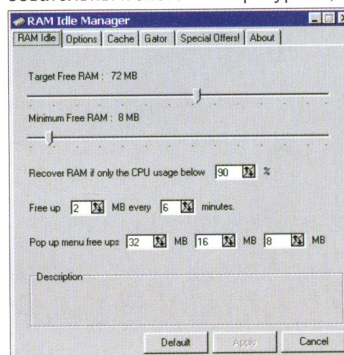 RAM Idle Manager
RAM Idle Options Cache Gator Special Offers! About
Target Free RAM : 72 MB
Minimum Free RAM : 8 MB
Recover RAM if only the CPU usage below 90 %
Free up 2 MB every 6 minutes.
Pop up menu free ups 32 MB 16 MB 8 MB
Description
Default Apply Cancel